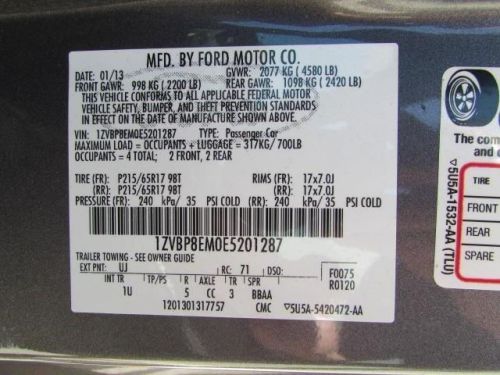 MFD. BY FORD MOTOR CO.
DATE: 01/13 GVWR: 2077 KG ( 4580 LB)
FRONT GAWR: 998 KG (2200 LB) REAR GAWR: 1098 KG ( 2420 LB)
THIS VEHICLE CONFORMS TO ALL APPLICABLE FEDERAL MOTOR
VEHICLE SAFETY, BUMPER, AND THEFT PREVENTION STANDARDS
IN EFFECT ON THE DATE OF MANUFACTURE SHOWN ABOVE.
VIN: 1ZVBP8EM0E5201287 TYPE: Passenger Car
MAXIMUM LOAD = OCCUPANTS + LUGGAGE = 317KG/ 700LB
OCCUPANTS = 4 TOTAL; 2 FRONT, 2 REAR
TIRE (FR): P215/65R17 98T RIMS (FR): 17x7.0J
(RR): P215/65R17 98T (RR): 17x7.0J
PRESSURE (FR): 240 kPa/ 35 PSI COLD (RR): 240 kPa/ 35 PSI COLD
1ZVBP8EM0E5201287
TRAILER TOWING - SEE OWNER GUIDE
EXT PNT: UJ RC: 71 DSO: F0075
INT TR TP/PS R AXLE TR SPR R0120
1U 5 CC 3 BBAA
1201301317757 CMC 5U5A-5420472-AA
5U5A-1532-AA (TLU)
The com
and
TIRE
FRONT
REAR
SPARE